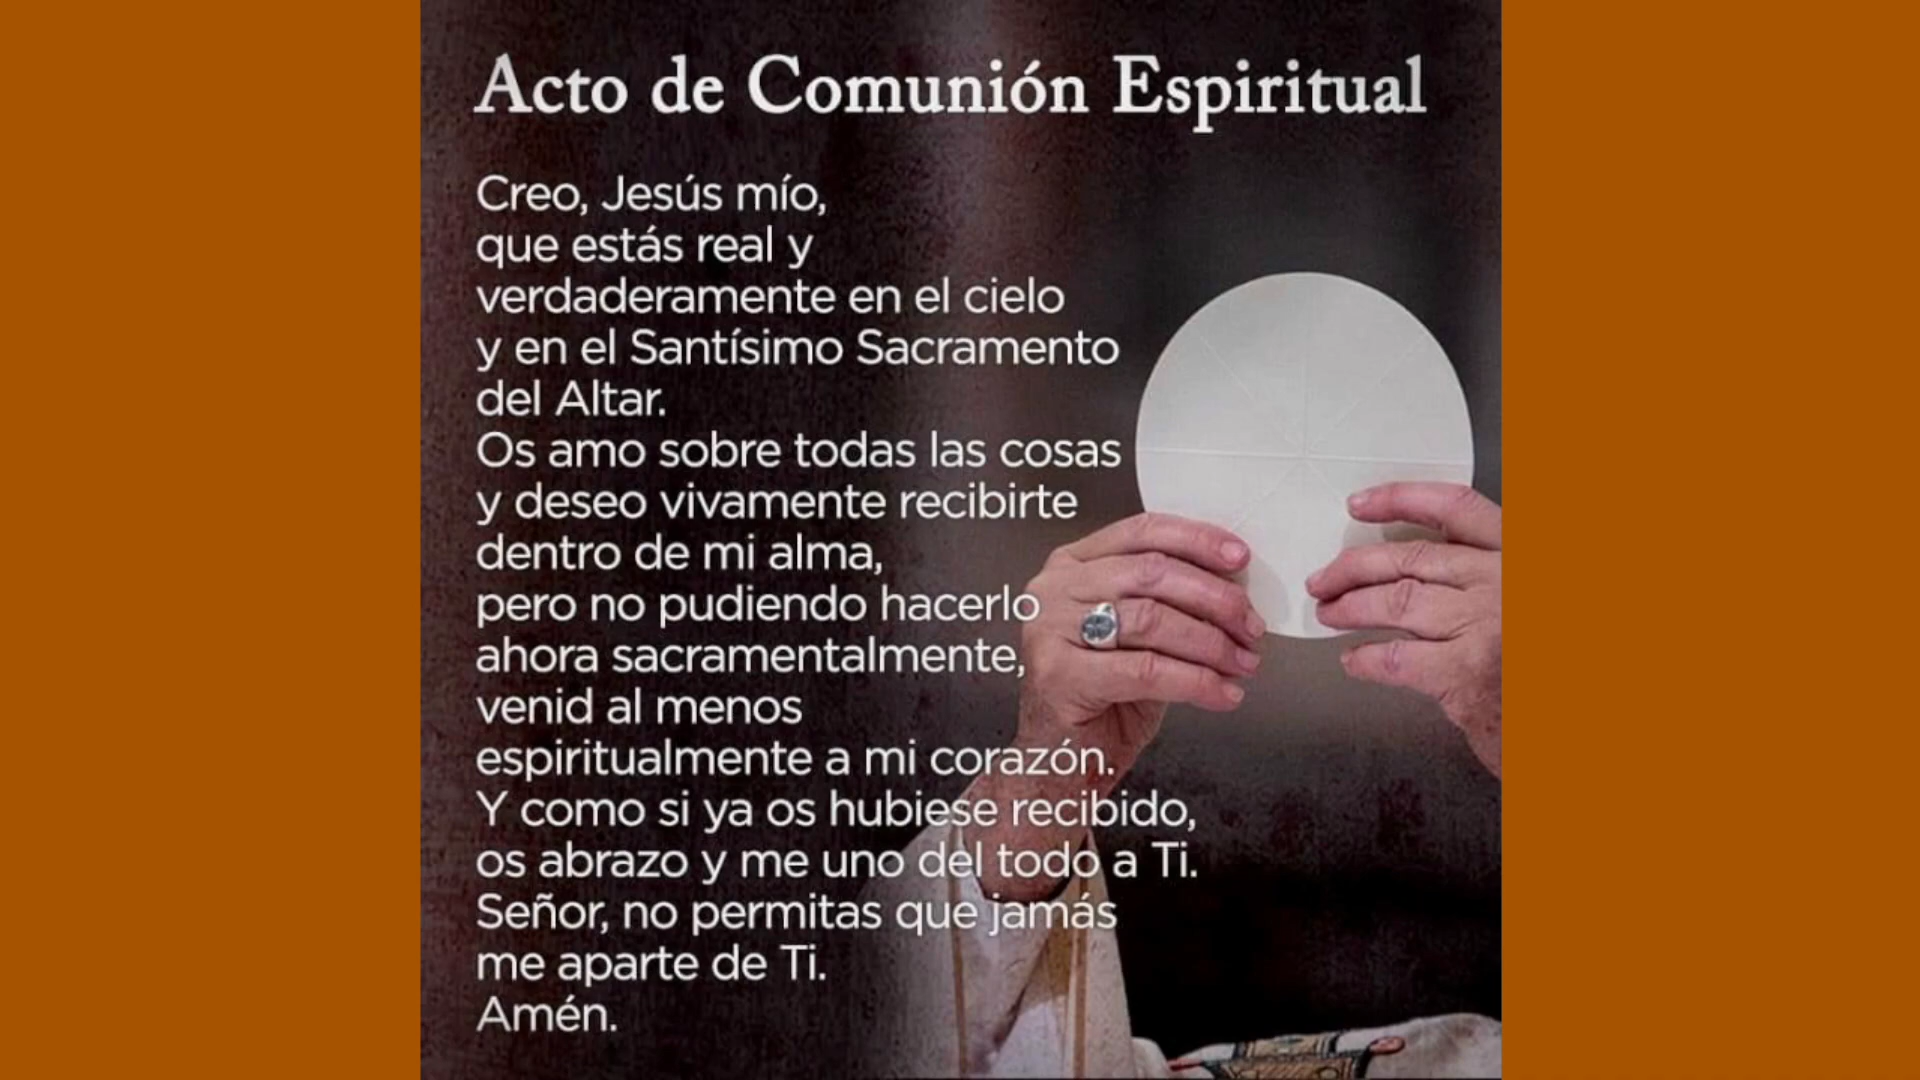 Acto de Comunión Espiritual
Creo, Jesús mío,
que estás real y
verdaderamente en el cielo
y en el Santísimo Sacramento
del Altar.
Os amo sobre todas las cosas
y deseo vivamente recibirte
dentro de mi alma,
pero no pudiendo hacerlo
ahora sacramentalmente,
venid al menos
espiritualmente a mi corazón.
Y como si ya os hubiese recibido,
os abrazo y me uno del todo a Ti.
Señor, no permitas que jamás
me aparte de Ti.
Amén.